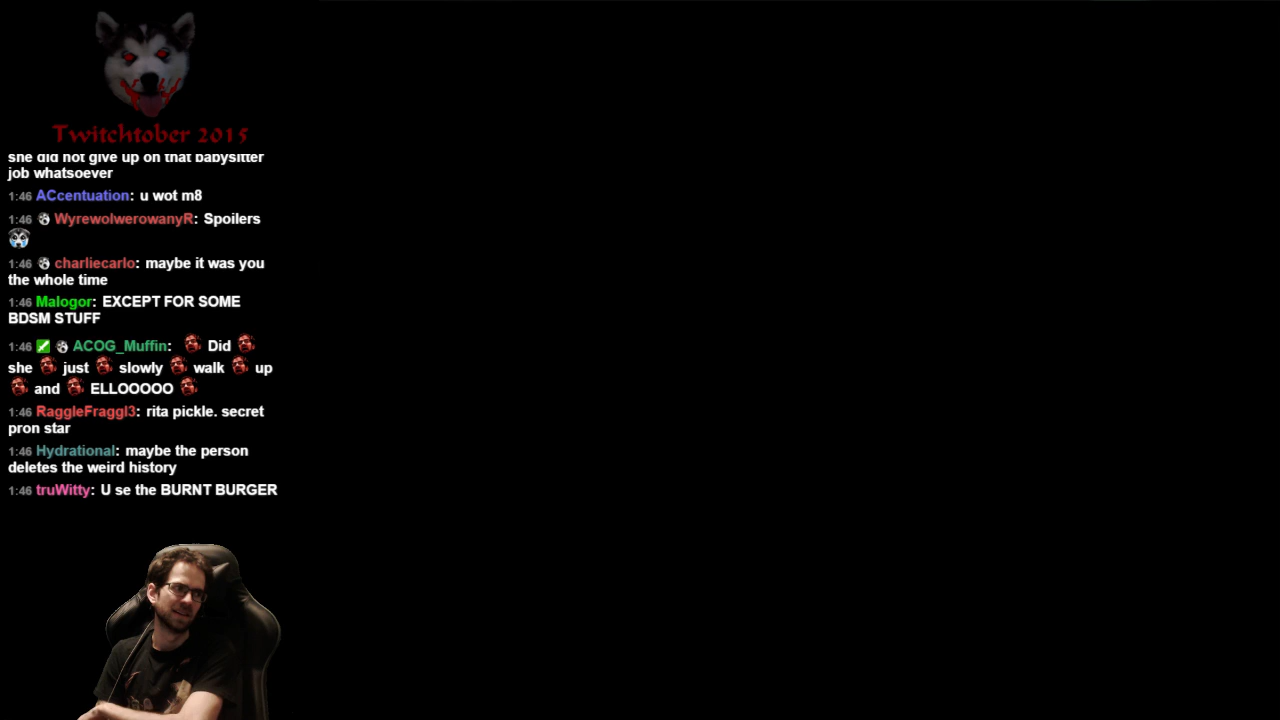 Twitchtober 2015
she did not give up on that babysitter
job whatsoever
1:46 ACcentuation: u wot m8
1:46 WyrewolwerowanyR: Spoilers
1:46 charliecarlo: maybe it was you
the whole time
1:46 Malogor: EXCEPT FOR SOME
BDSM STUFF
1:46 ACOG_Muffin: Did
she just slowly walk up
and ELLOOOOO
1:46 RaggleFraggl3: rita pickle. secret
pron star
1:46 Hydrational: maybe the person
deletes the weird history
1:46 truWitty: U se the BURNT BURGER